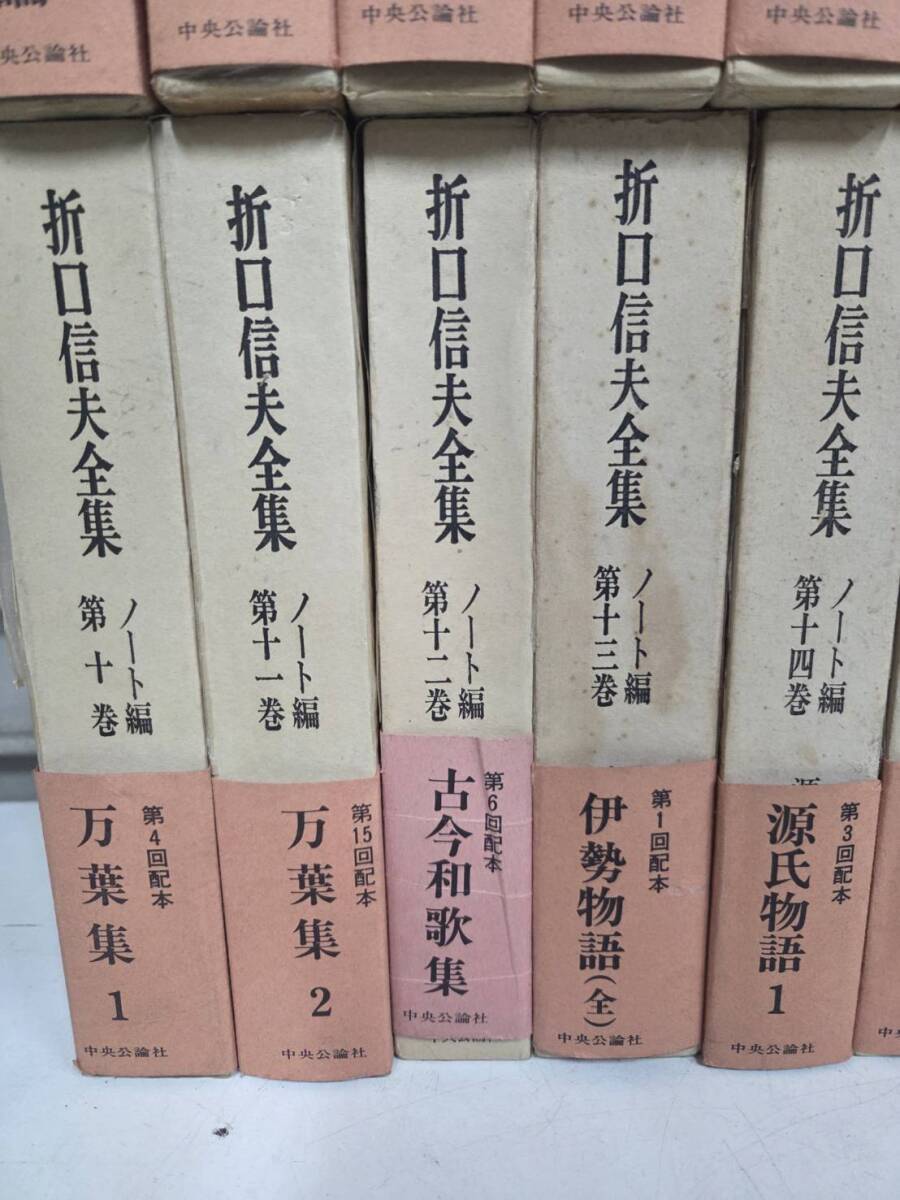 中央公論社
中央公論社
中央公論社
中央公論社
中央公論社
折口信夫全集
ノート編
第十巻
第4回配本
万葉集 1
中央公論社
折口信夫全集
ノート編
第十一巻
第15回配本
万葉集 2
中央公論社
折口信夫全集
ノート編
第十二巻
第6回配本
古今和歌集
中央公論社
中央公論社
折口信夫全集
ノート編
第十三巻
第1回配本
伊勢物語(全)
中央公論社
折口信夫全集
ノート編
第十四巻
源
第3回配本
源氏物語 1
中央公論社
中